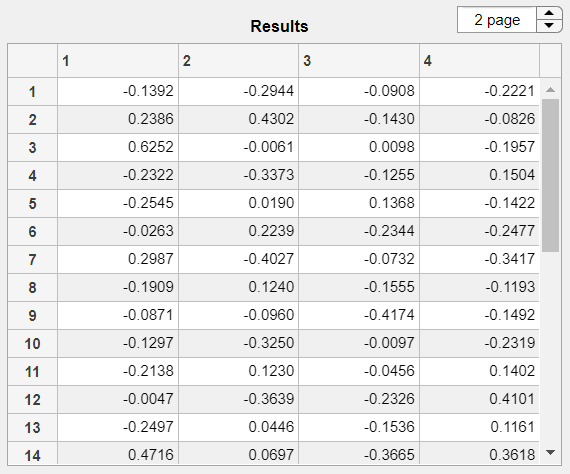 Results
2 page
1 2 3 4
1 -0.1392 -0.2944 -0.0908 -0.2221
2 0.2386 0.4302 -0.1430 -0.0826
3 0.6252 -0.0061 0.0098 -0.1957
4 -0.2322 -0.3373 -0.1255 0.1504
5 -0.2545 0.0190 0.1368 -0.1422
6 -0.0263 0.2239 -0.2344 -0.2477
7 0.2987 -0.4027 -0.0732 -0.3417
8 -0.1909 0.1240 -0.1555 -0.1193
9 -0.0871 -0.0960 -0.4174 -0.1492
10 -0.1297 -0.3250 -0.0097 -0.2319
11 -0.2138 0.1230 -0.0456 0.1402
12 -0.0047 -0.3639 -0.2326 0.4101
13 -0.2497 0.0446 -0.1536 0.1161
14 0.4716 0.0697 -0.3665 0.3618